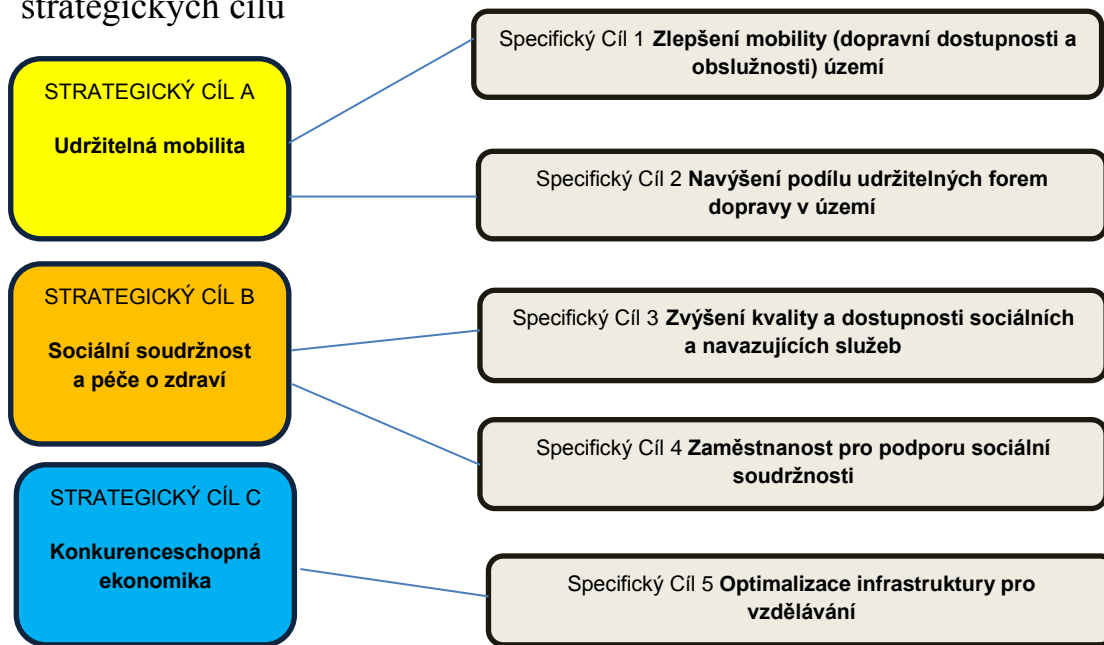 strategických cílů
STRATEGICKÝ CÍL A
Udržitelná mobilita
Specifický Cíl 1 Zlepšení mobility (dopravní dostupnosti a
obslužnosti) území
Specifický Cíl 2 Navýšení podílu udržitelných forem
dopravy v území
STRATEGICKÝ CÍL B
Sociální soudržnost
a péče o zdraví
Specifický Cíl 3 Zvýšení kvality a dostupnosti sociálních
a navazujících služeb
Specifický Cíl 4 Zaměstnanost pro podporu sociální
soudržnosti
STRATEGICKÝ CÍL C
Konkurenceschopná
ekonomika
Specifický Cíl 5 Optimalizace infrastruktury pro
vzdělávání